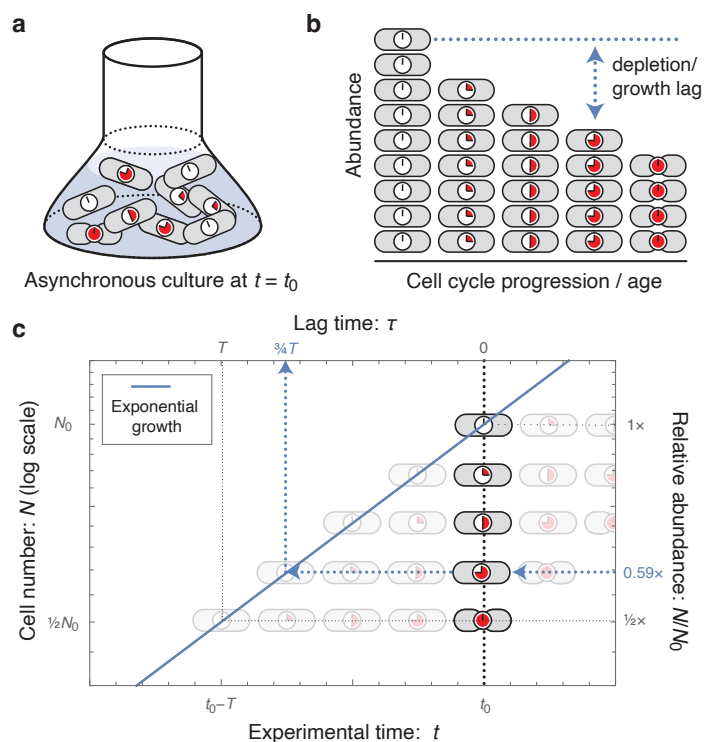 a
Asynchronous culture at t = t₀
b
Abundance
depletion/
growth lag
Cell cycle progression / age
c
Lag time: τ
T
¾T
0
Exponential
growth
Cell number: N (log scale)
N₀
½N₀
1×
0.59×
½×
Relative abundance: N/N₀
t₀–T
t₀
Experimental time: t